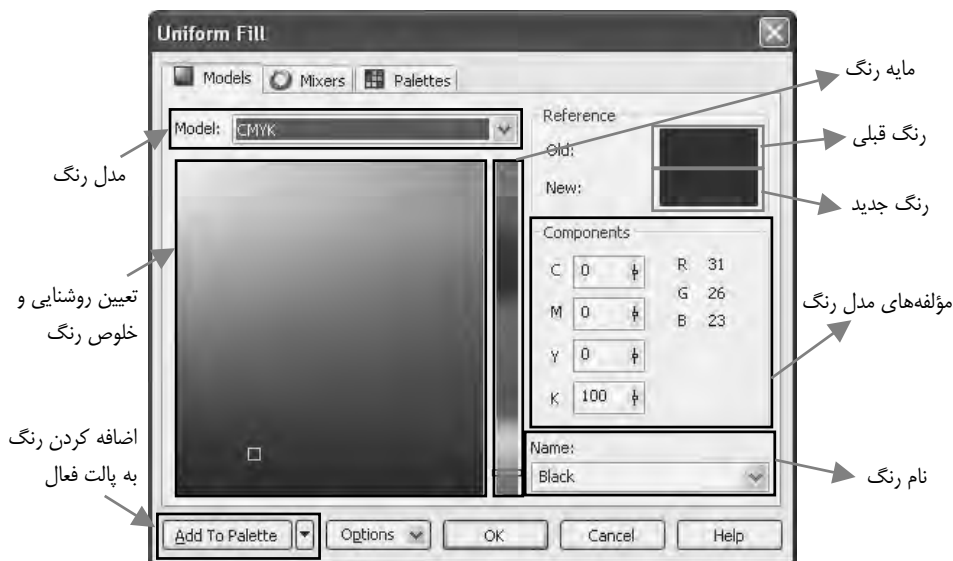 Uniform Fill
Models
Mixers
Palettes
مایه رنگ
Model: CMYK
Reference
Old:
New:
رنگ قبلی
رنگ جدید
مدل رنگ
Components
C 0 R 31
M 0 G 26
B 23
Y 0
K 100
مؤلفه‌های مدل رنگ
تعیین روشنایی و
خلوص رنگ
Name:
Black
نام رنگ
اضافه کردن رنگ
به پالت فعال
Add To Palette
Options
OK
Cancel
Help